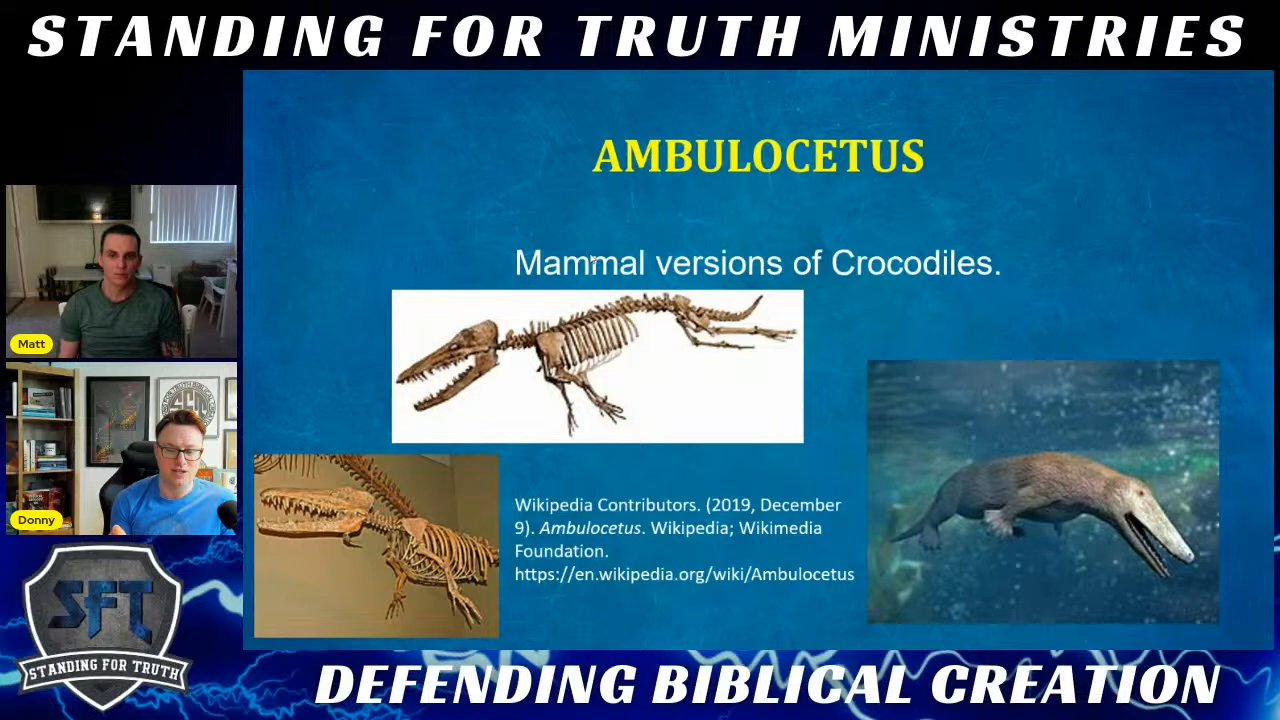 STANDING FOR TRUTH MINISTRIES
AMBULOCETUS
Mammal versions of Crocodiles.
Matt
Donny
Wikipedia Contributors. (2019, December
9). Ambulocetus. Wikipedia; Wikimedia
Foundation.
https://en.wikipedia.org/wiki/Ambulocetus
SFT
STANDING FOR TRUTH
DEFENDING BIBLICAL CREATION